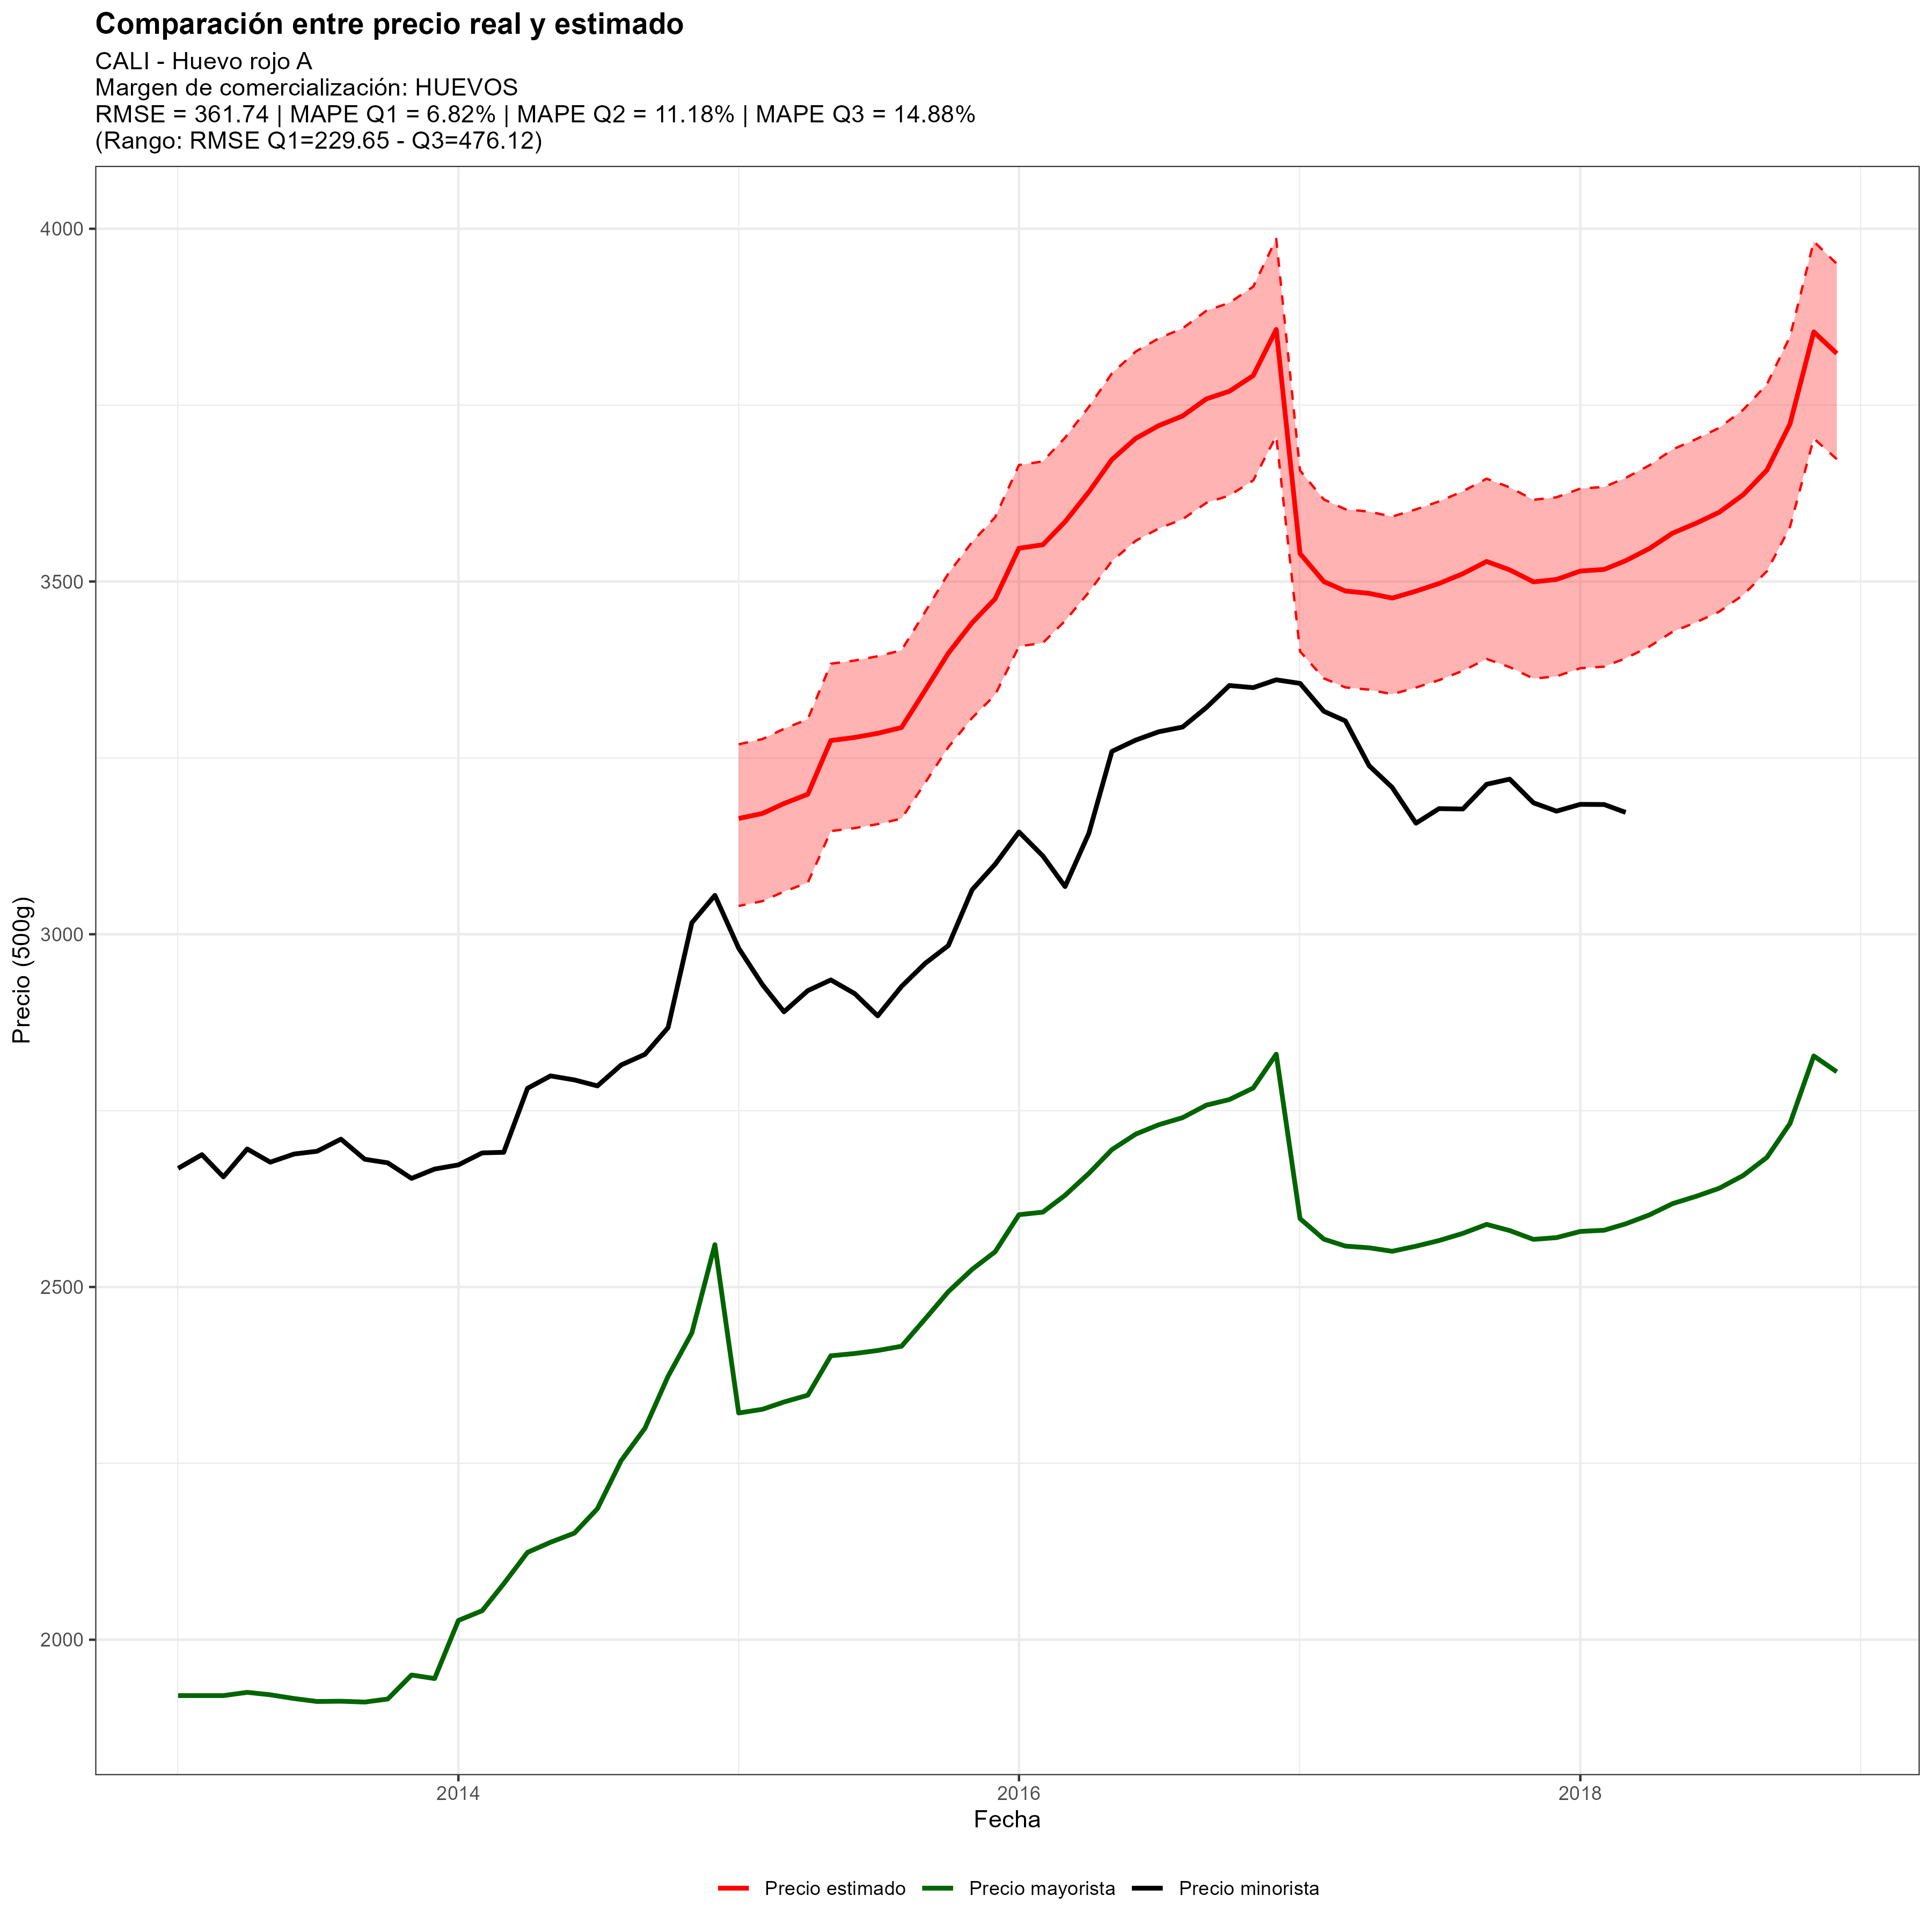 Comparación entre precio real y estimado
CALI - Huevo rojo A
Margen de comercialización: HUEVOS
RMSE = 361.74 | MAPE Q1 = 6.82% | MAPE Q2 = 11.18% | MAPE Q3 = 14.88%
(Rango: RMSE Q1=229.65 - Q3=476.12)
Precio (500g)
4000
3500
3000
2500
2000
2014
2016
2018
Fecha
Precio estimado
Precio mayorista
Precio minorista